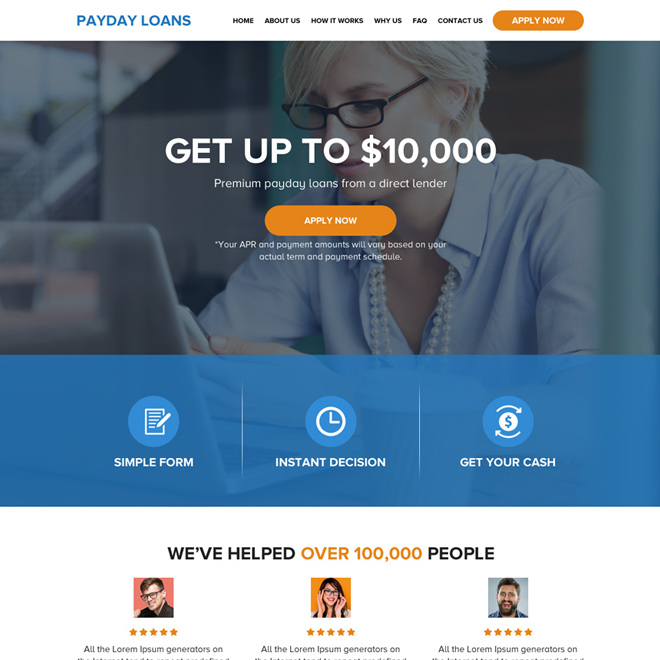 PAYDAY LOANS
HOME ABOUT US HOW IT WORKS WHY US FAQ CONTACT US APPLY NOW
GET UP TO $10,000
Premium payday loans from a direct lender
APPLY NOW
*Your APR and payment amounts will vary based on your
actual term and payment schedule.
SIMPLE FORM INSTANT DECISION GET YOUR CASH
WE'VE HELPED OVER 100,000 PEOPLE
All the Lorem Ipsum generators on All the Lorem Ipsum generators on All the Lorem Ipsum generators on